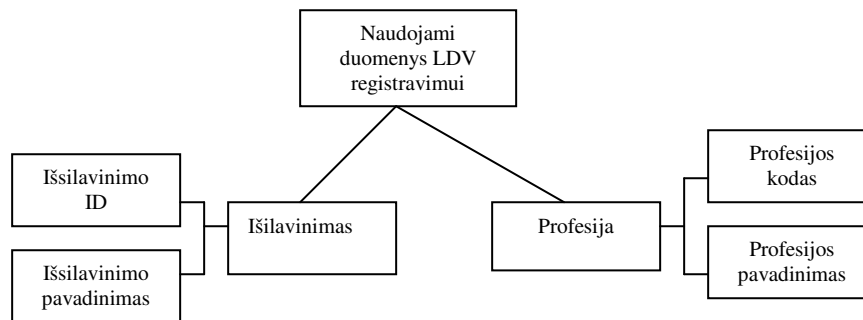 Naudojami
duomenys LDV
registravimui
Išsilavinimo
ID
Išilavinimas
Išsilavinimo
pavadinimas
Profesija
Profesijos
kodas
Profesijos
pavadinimas